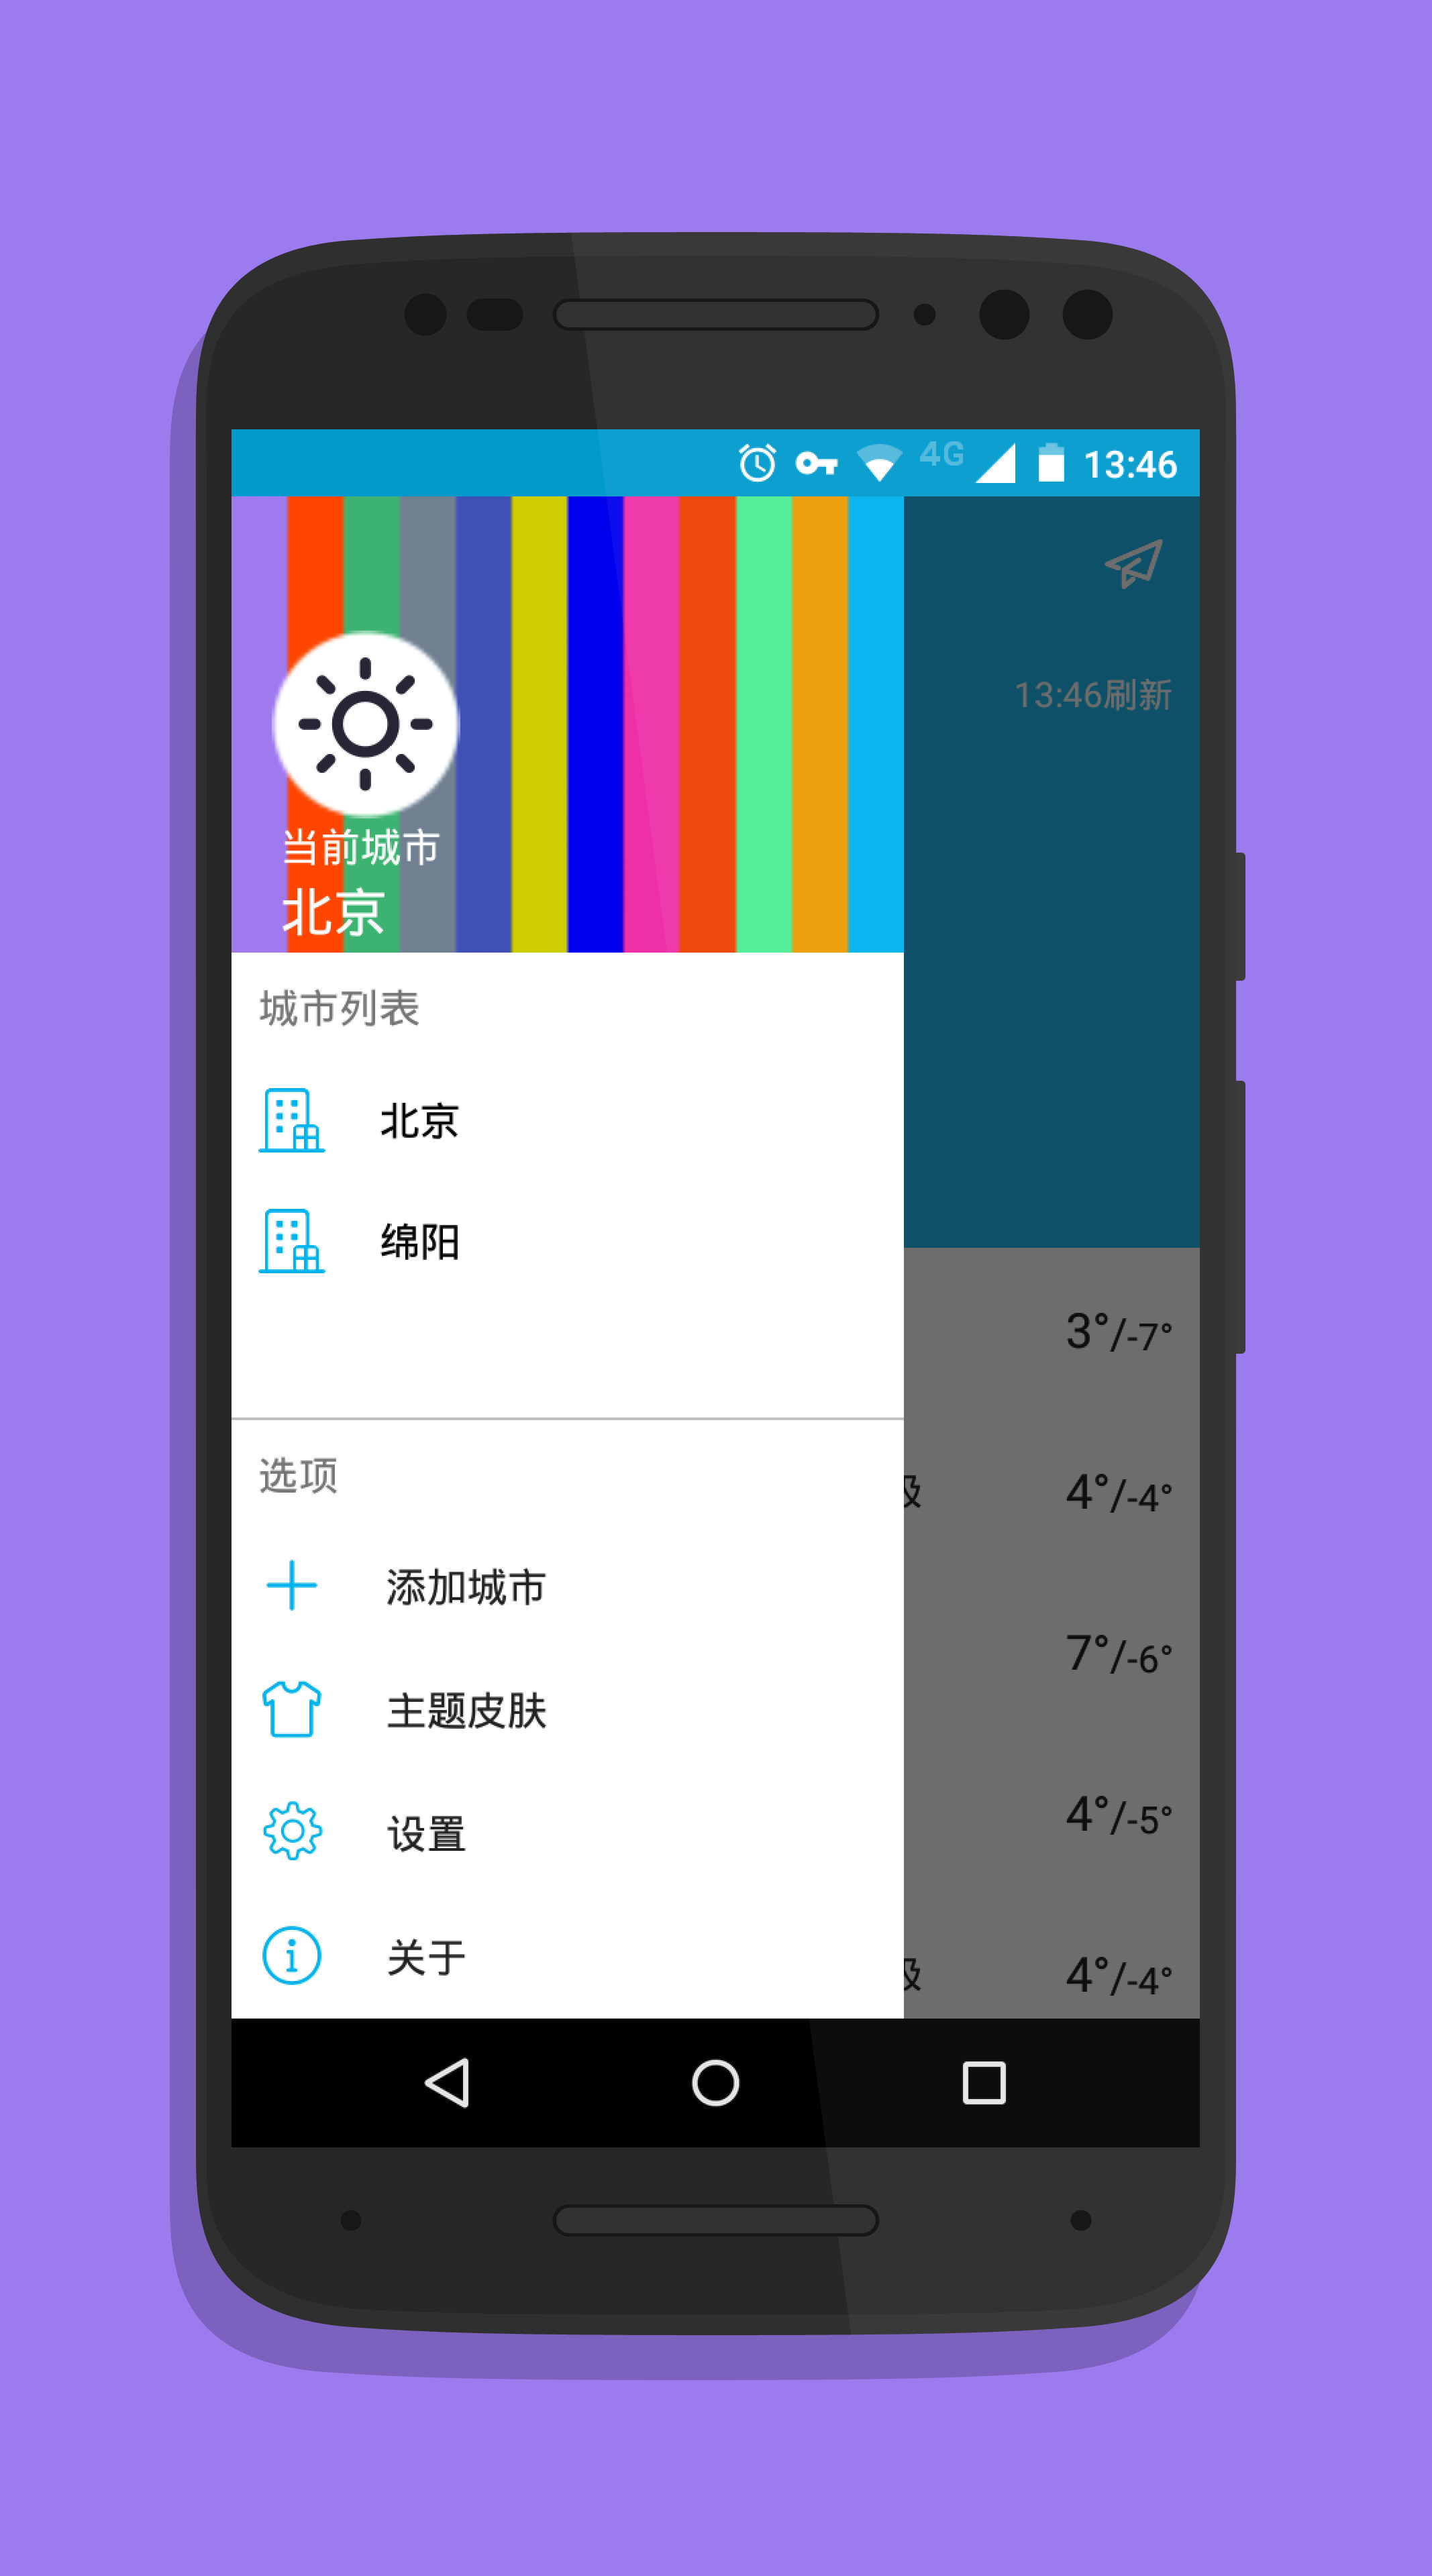 4G 13:46
13:46刷新
当前城市
北京
城市列表
北京
绵阳
选项
添加城市
主题皮肤
设置
关于
3°/-7°
级 4°/-4°
7°/-6°
4°/-5°
级 4°/-4°